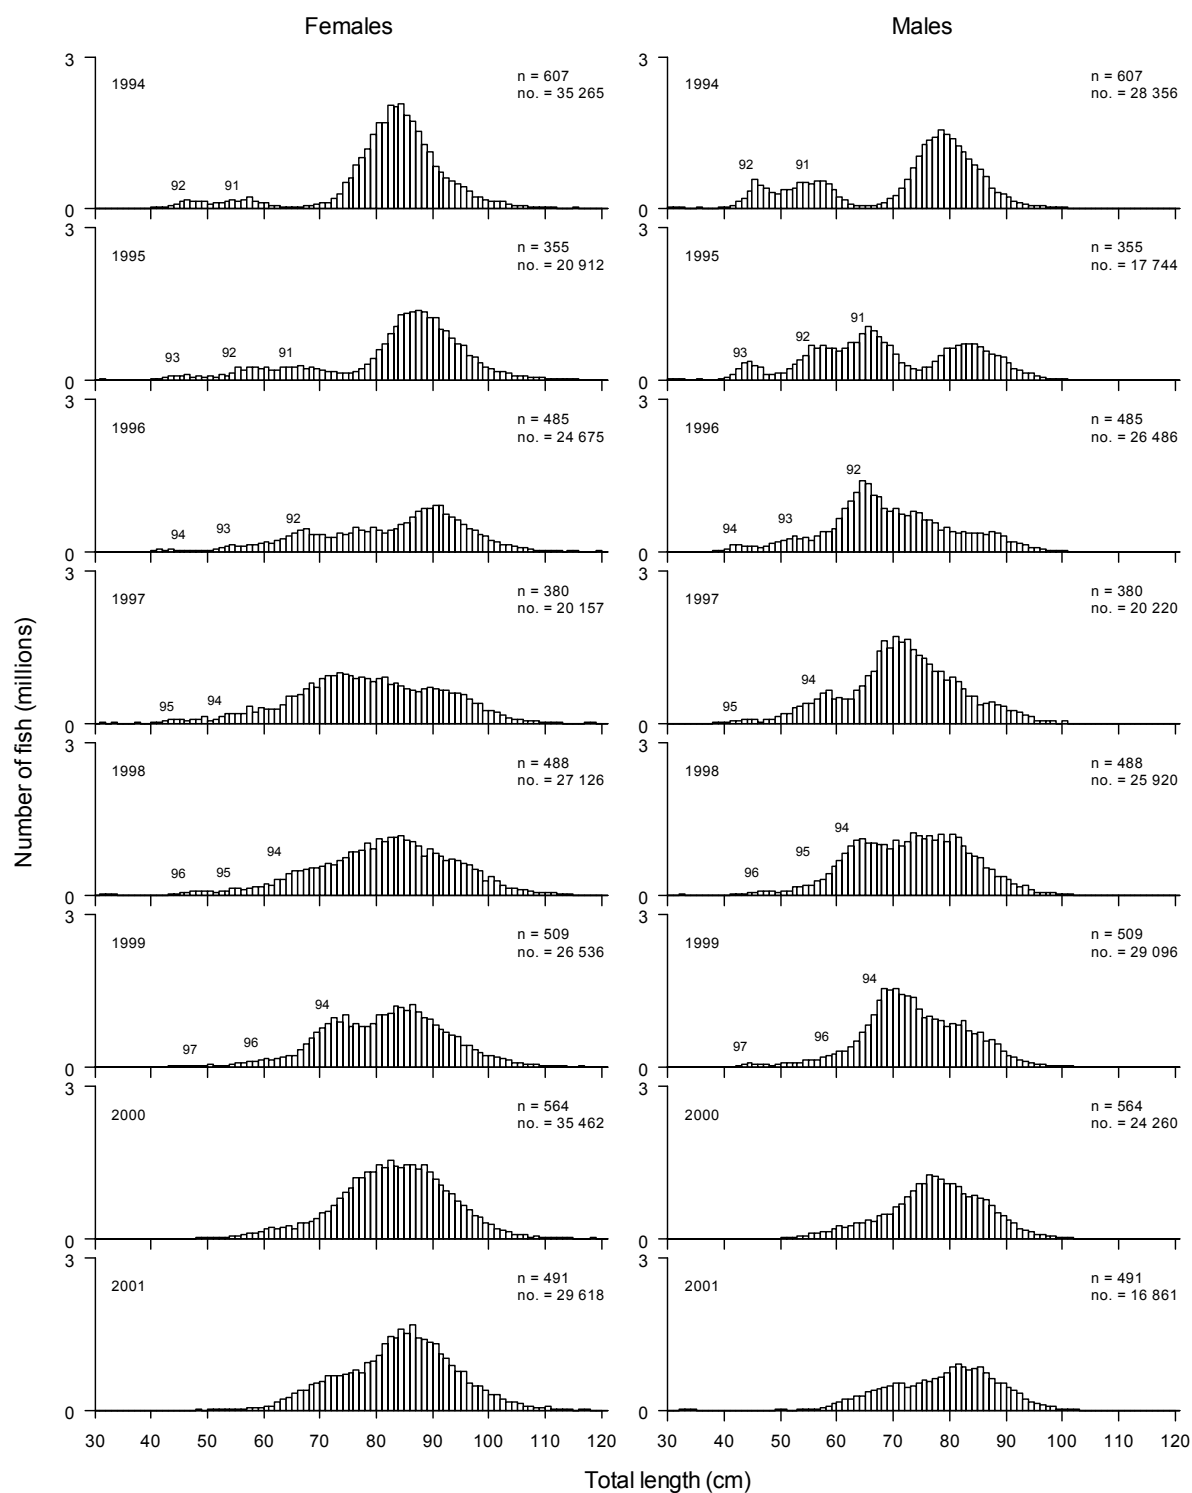 Females Males
3 3
1994 n = 607 1994 n = 607
no. = 35 265 no. = 28 356
92 91 92 91
0 0
3 3
1995 n = 355 1995 n = 355
no. = 20 912 no. = 17 744
93 92 91 93 92 91
0 0
3 3
1996 n = 485 1996 n = 485
no. = 24 675 no. = 26 486
94 93 92 94 93 92
0 0
3 3
1997 n = 380 1997 n = 380
no. = 20 157 no. = 20 220
95 94 95 94
0 0
3 3
1998 n = 488 1998 n = 488
no. = 27 126 no. = 25 920
96 95 94 96 95 94
0 0
3 3
1999 n = 509 1999 n = 509
no. = 26 536 no. = 29 096
97 96 94 97 96 94
0 0
3 3
2000 n = 564 2000 n = 564
no. = 35 462 no. = 24 260
0 0
3 3
2001 n = 491 2001 n = 491
no. = 29 618 no. = 16 861
0 0
30 40 50 60 70 80 90 100 110 120 30 40 50 60 70 80 90 100 110 120
Total length (cm)
Number of fish (millions)